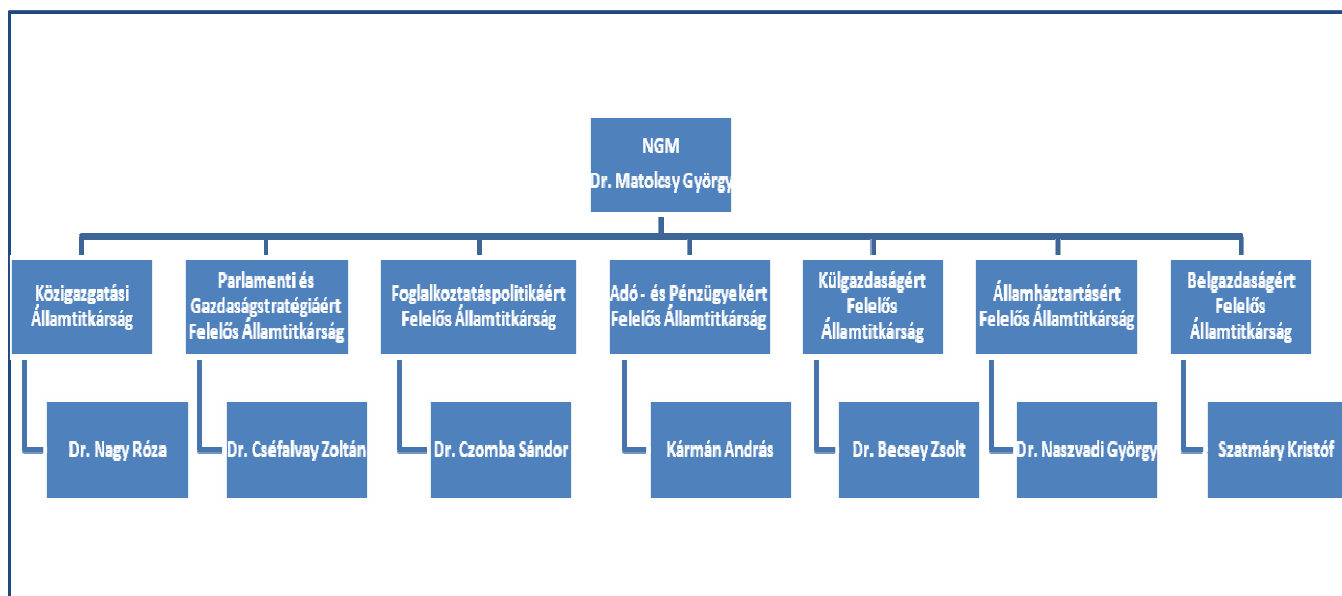 NGM
Dr. Matolcsy György
Közigazgatási
Államtitkárság
Parlamenti és
Gazdaságstratégiáért
Felelős Államtitkárság
Foglalkoztatáspolitikáért
Felelős Államtitkárság
Adó - és Pénzügyekért
Felelős Államtitkárság
Külgazdaságért
Felelős
Államtitkárság
Államháztartásért
Felelős Államtitkárság
Belgazdaságért
Felelős
Államtitkárság
Dr. Nagy Róza
Dr. Cséfalvay Zoltán
Dr. Czomba Sándor
Kármán András
Dr. Becsey Zsolt
Dr. Naszvadi György
Szatmáry Kristóf